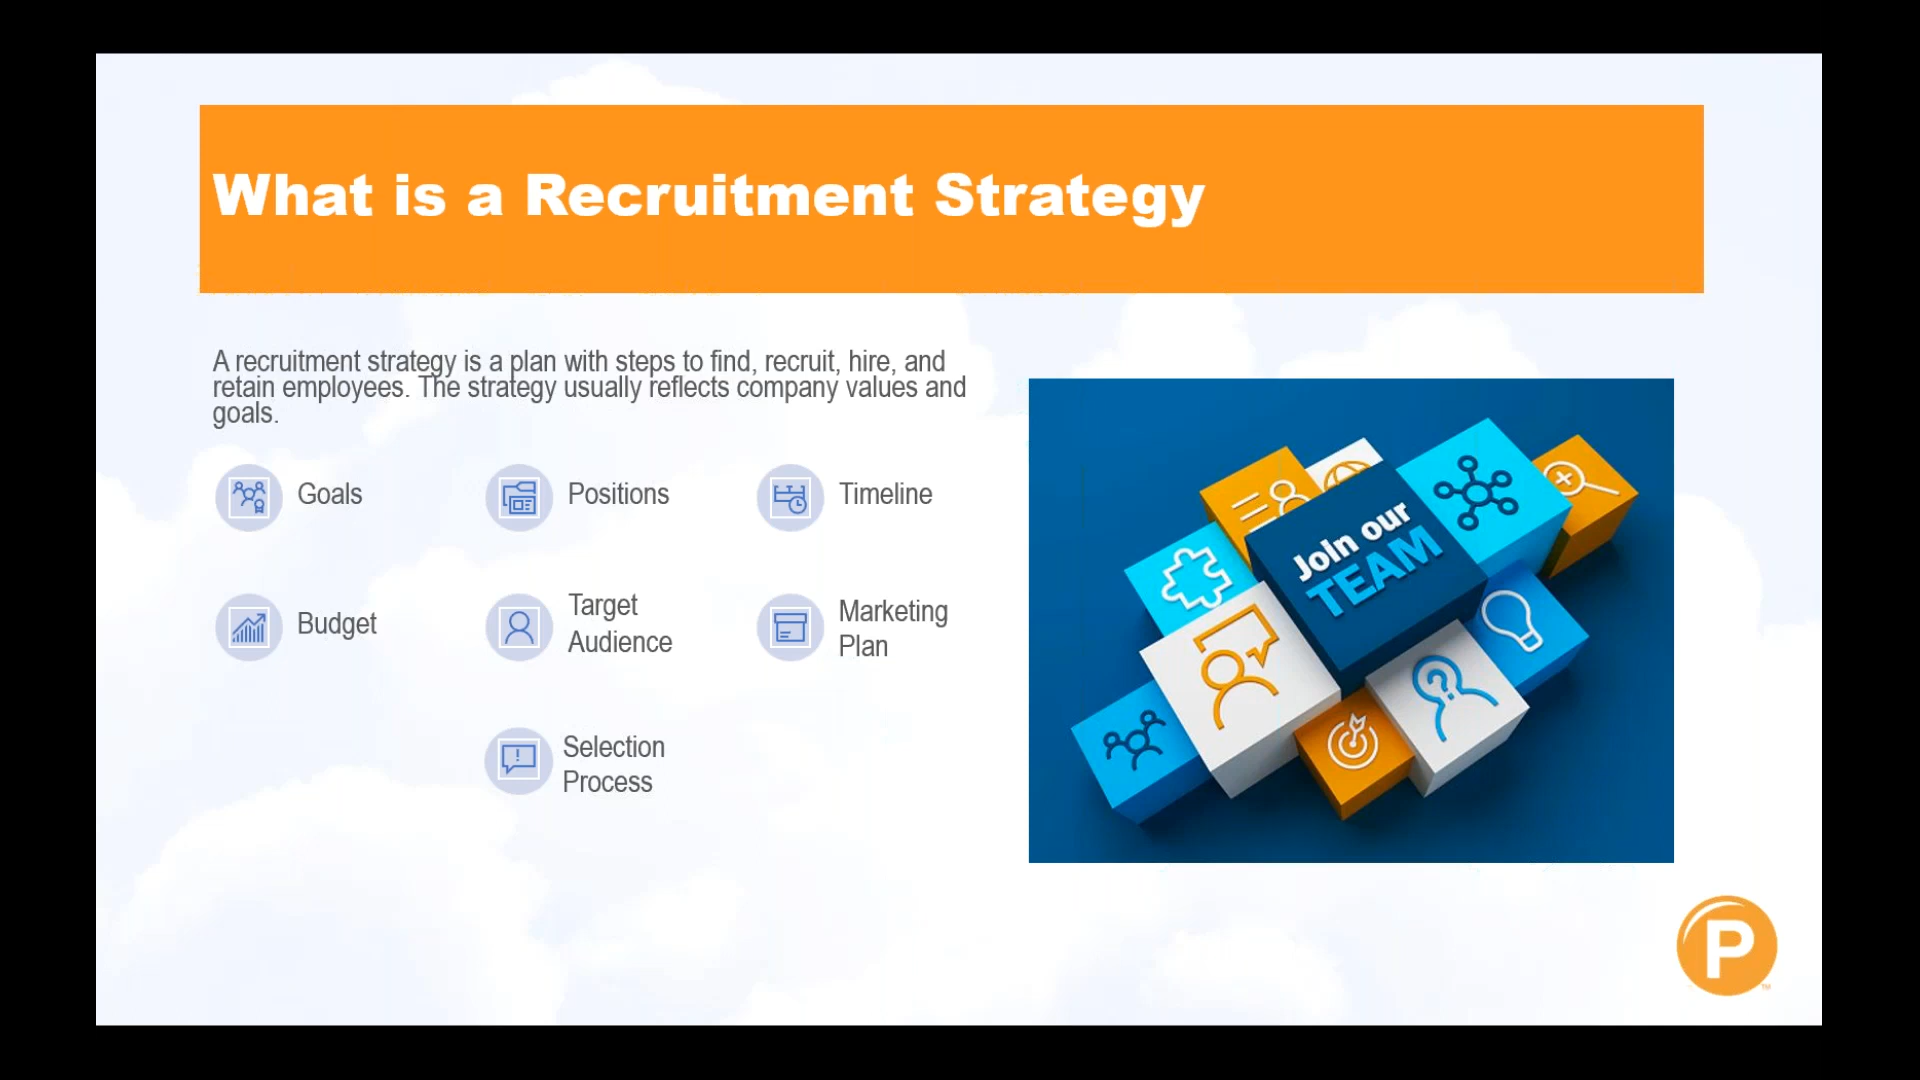 What is a Recruitment Strategy
A recruitment strategy is a plan with steps to find, recruit, hire, and
retain employees. The strategy usually reflects company values and
goals.
Goals
Positions
Timeline
Budget
Target
Audience
Marketing
Plan
Selection
Process
Join our
TEAM
P
TM